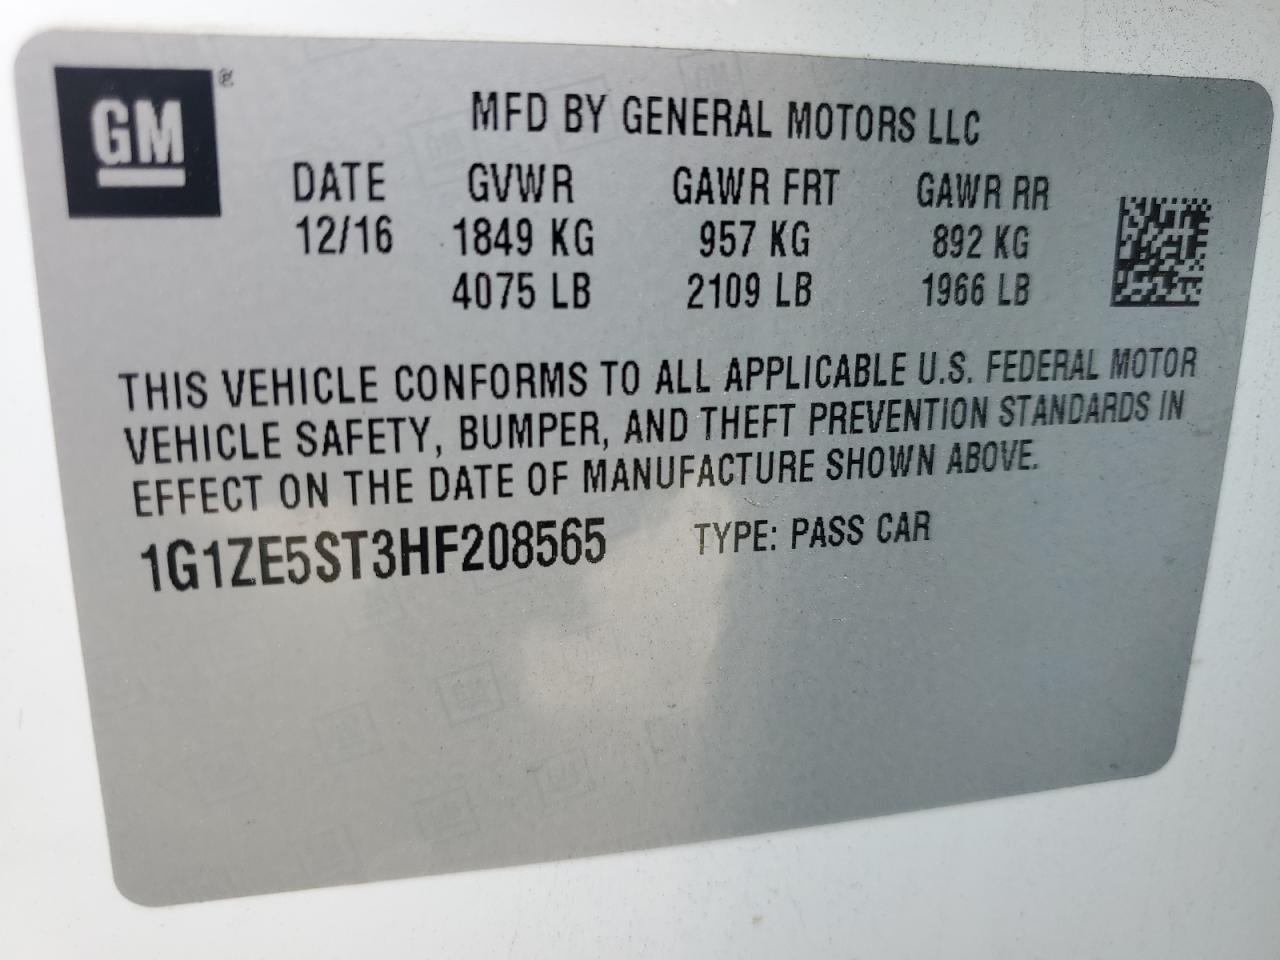 GM ®
MFD BY GENERAL MOTORS LLC
DATE GVWR GAWR FRT GAWR RR
12/16 1849 KG 957 KG 892 KG
4075 LB 2109 LB 1966 LB
THIS VEHICLE CONFORMS TO ALL APPLICABLE U.S. FEDERAL MOTOR
VEHICLE SAFETY, BUMPER, AND THEFT PREVENTION STANDARDS IN
EFFECT ON THE DATE OF MANUFACTURE SHOWN ABOVE.
1G1ZE5ST3HF208565 TYPE: PASS CAR